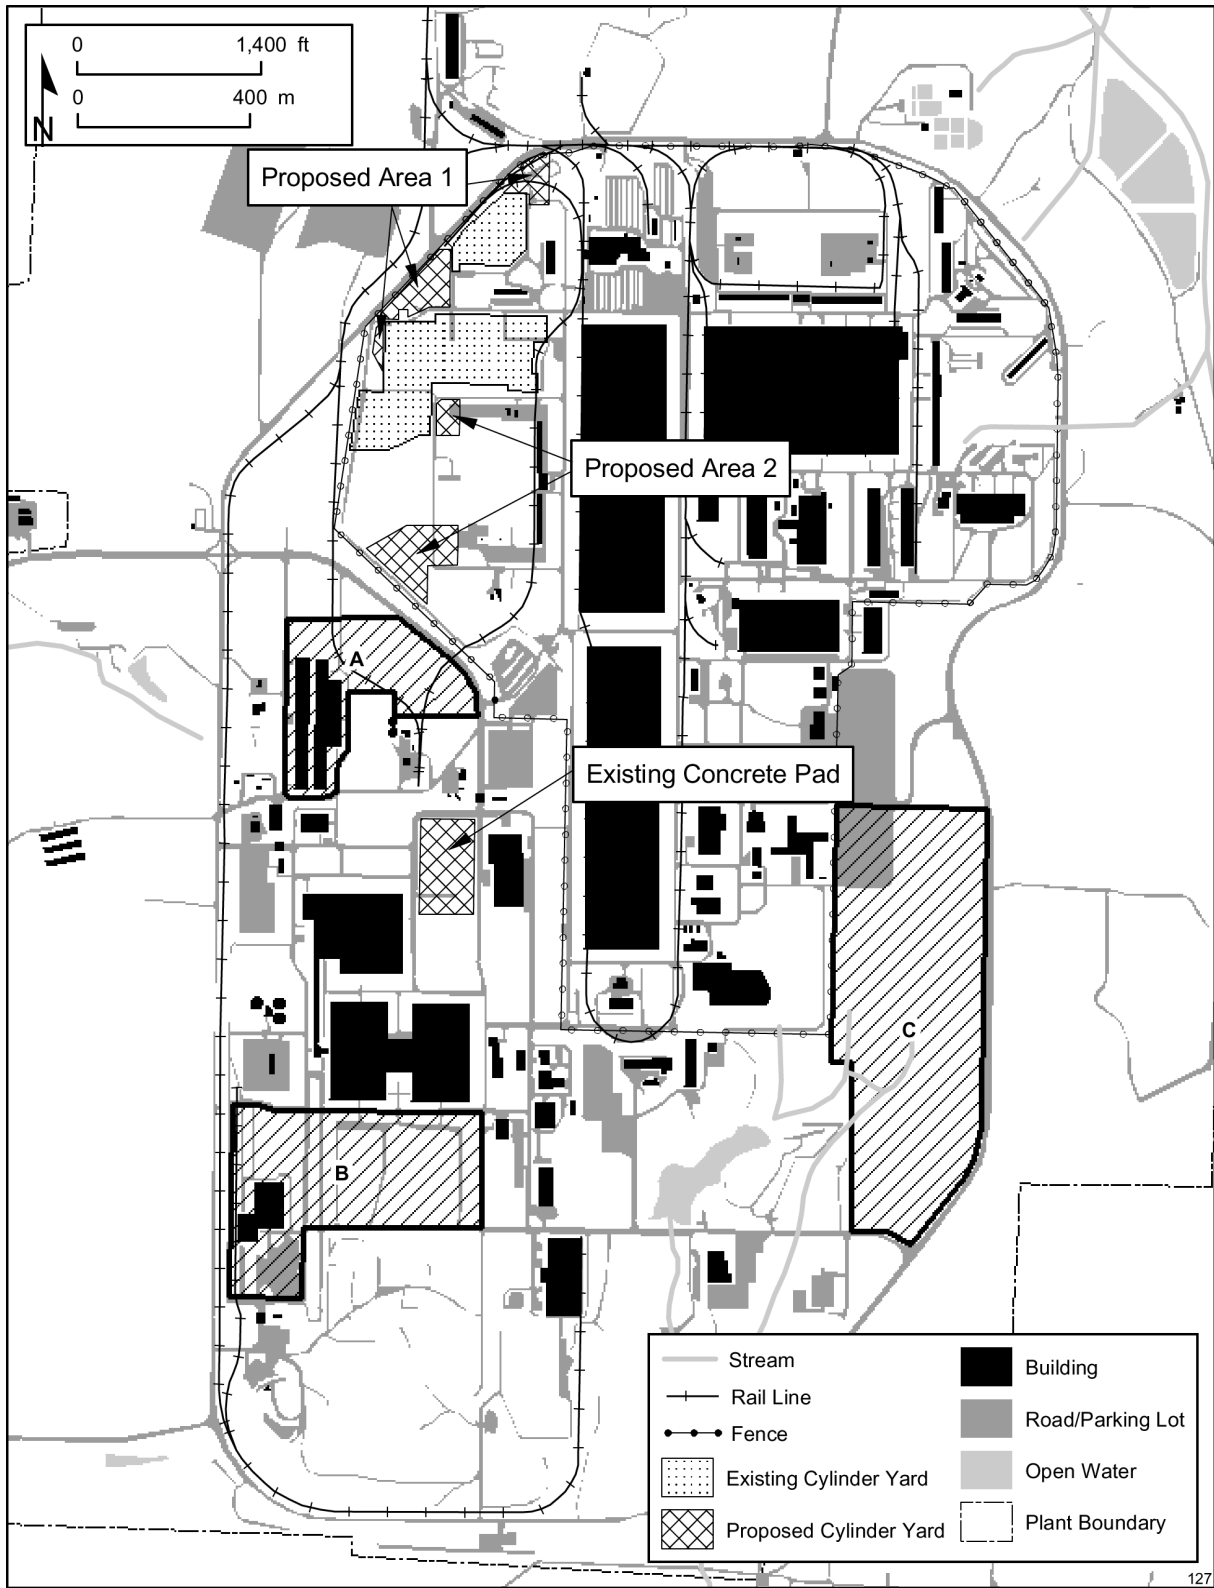 0 1,400 ft
0 400 m
N
Proposed Area 1
Proposed Area 2
A
Existing Concrete Pad
C
B
Stream
Rail Line
Fence
Existing Cylinder Yard
Proposed Cylinder Yard
Building
Road/Parking Lot
Open Water
Plant Boundary
127